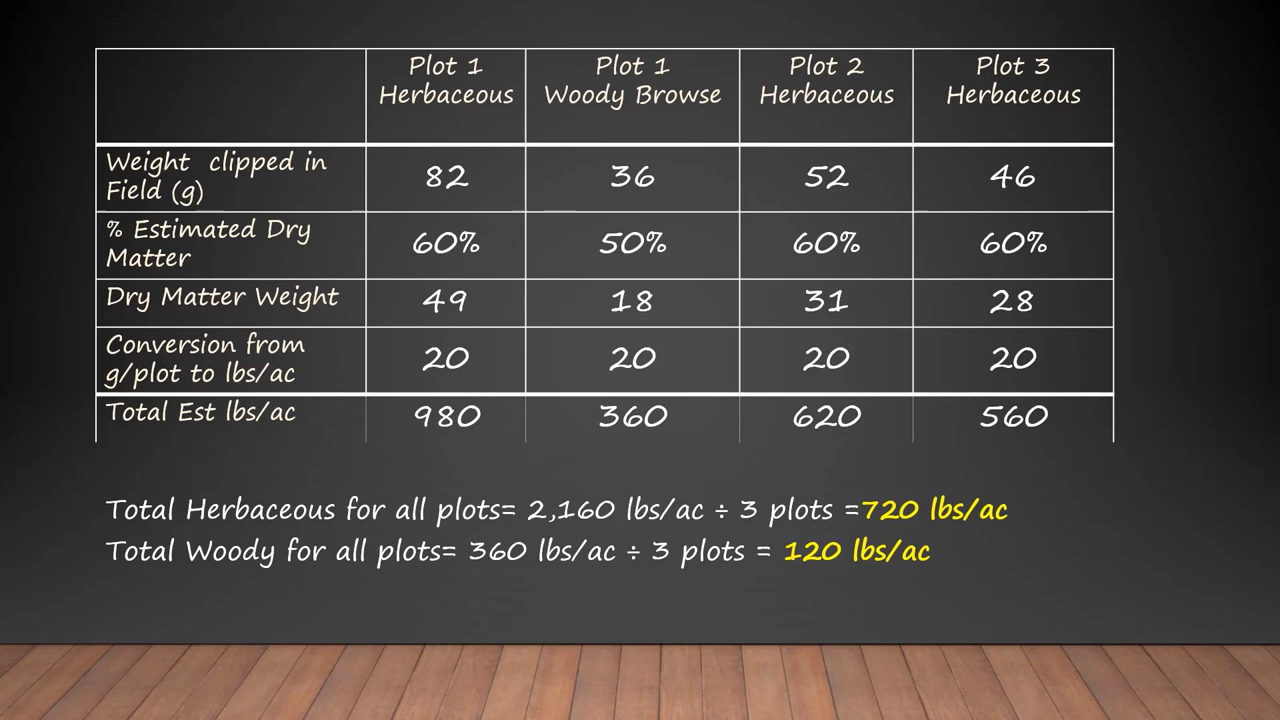 Plot 1 Herbaceous
Plot 1 Woody Browse
Plot 2 Herbaceous
Plot 3 Herbaceous
Weight clipped in Field (g) 82 36 52 46
% Estimated Dry Matter 60% 50% 60% 60%
Dry Matter Weight 49 18 31 28
Conversion from g/plot to lbs/ac 20 20 20 20
Total Est lbs/ac 980 360 620 560
Total Herbaceous for all plots= 2,160 lbs/ac ÷ 3 plots =720 lbs/ac
Total Woody for all plots= 360 lbs/ac ÷ 3 plots = 120 lbs/ac